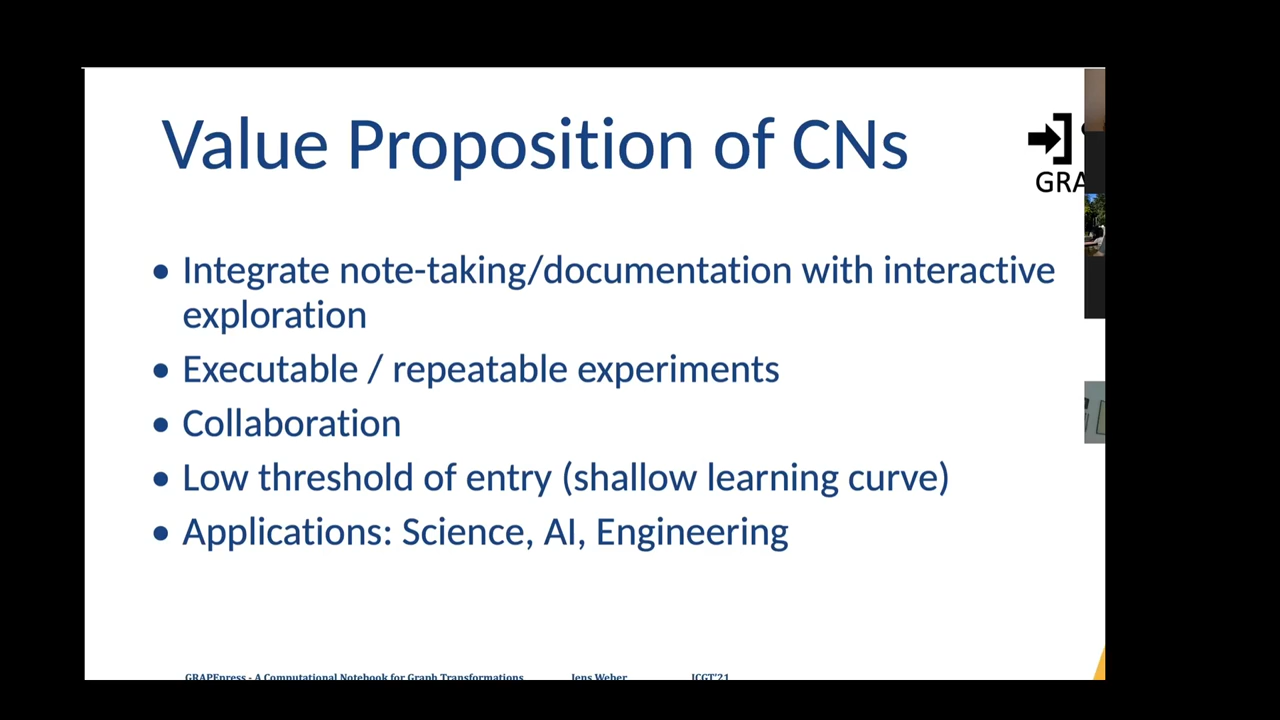 Value Proposition of CNs
GRA
• Integrate note-taking/documentation with interactive
exploration
• Executable / repeatable experiments
• Collaboration
• Low threshold of entry (shallow learning curve)
• Applications: Science, AI, Engineering
GRAPEpress - A Computational Notebook for Graph Transformations Jens Weber ICGT'21